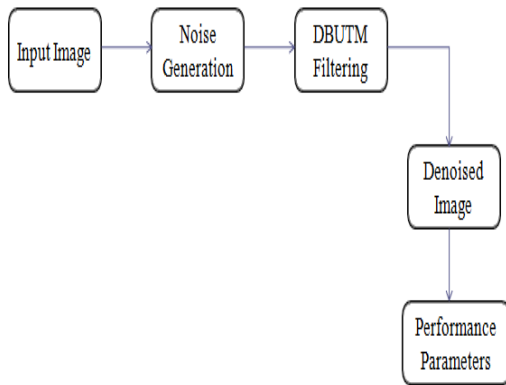 Input Image
Noise
Generation
DBUTM
Filtering
Denoised
Image
Performance
Parameters